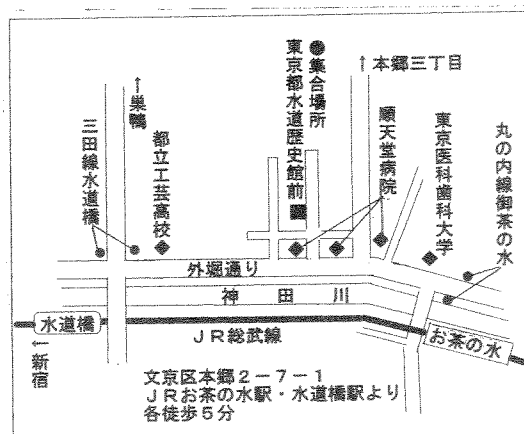 ↑本郷三丁目
●集合場所
東京都水道歴史館前
↑巣鴨
三田線水道橋
都立工芸高校
順天堂病院
東京医科歯科大学
丸の内線御茶の水
外堀通り
神田川
水道橋
JR総武線
お茶の水
←新宿
文京区本郷2-7-1
JRお茶の水駅・水道橋駅より
各徒歩5分